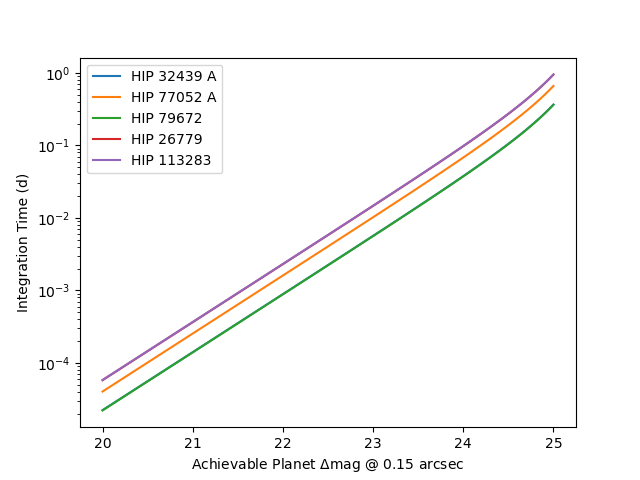 HIP 32439 A
HIP 77052 A
HIP 79672
HIP 26779
HIP 113283
Integration Time (d)
10⁰
10⁻¹
10⁻²
10⁻³
10⁻⁴
20 21 22 23 24 25
Achievable Planet Δmag @ 0.15 arcsec